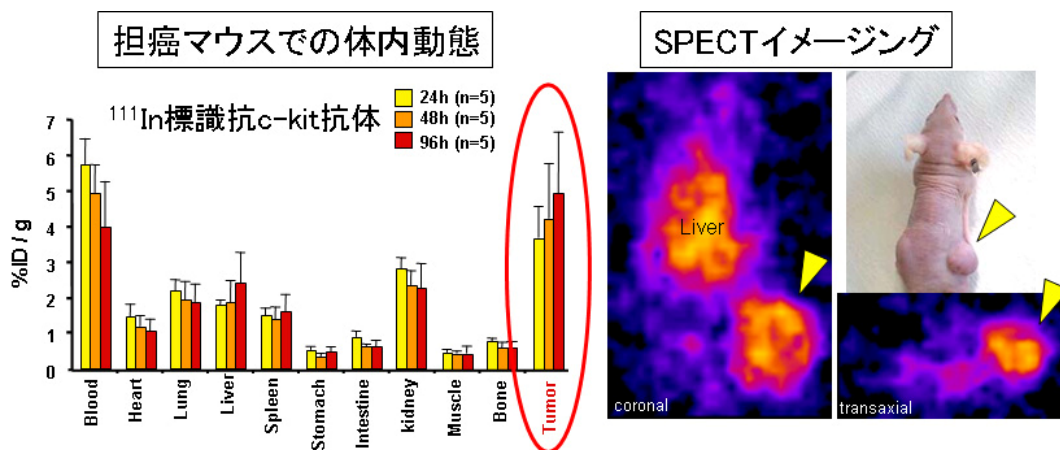 担癌マウスでの体内動態
SPECTイメージング
¹¹¹In標識抗c-kit抗体
24h (n=5)
48h (n=5)
96h (n=5)
%ID / g
7
6
5
4
3
2
1
0
Blood
Heart
Lung
Liver
Spleen
Stomach
Intestine
kidney
Muscle
Bone
Tumor
Liver
coronal
transaxial